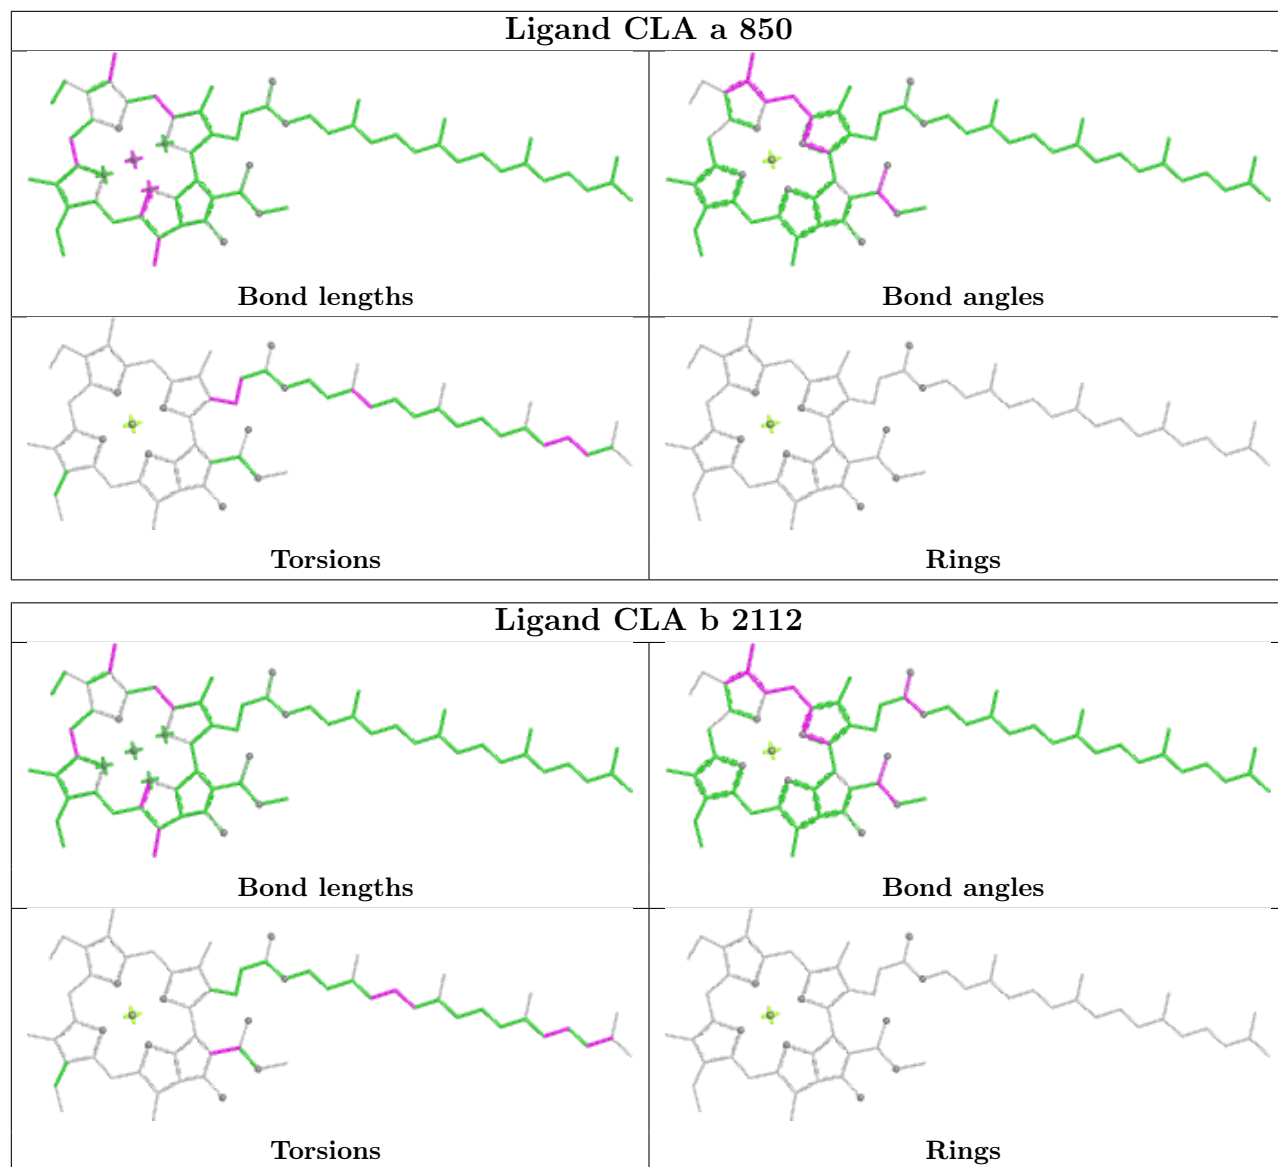 Ligand CLA a 850
Bond lengths
Bond angles
Torsions
Rings
Ligand CLA b 2112
Bond lengths
Bond angles
Torsions
Rings